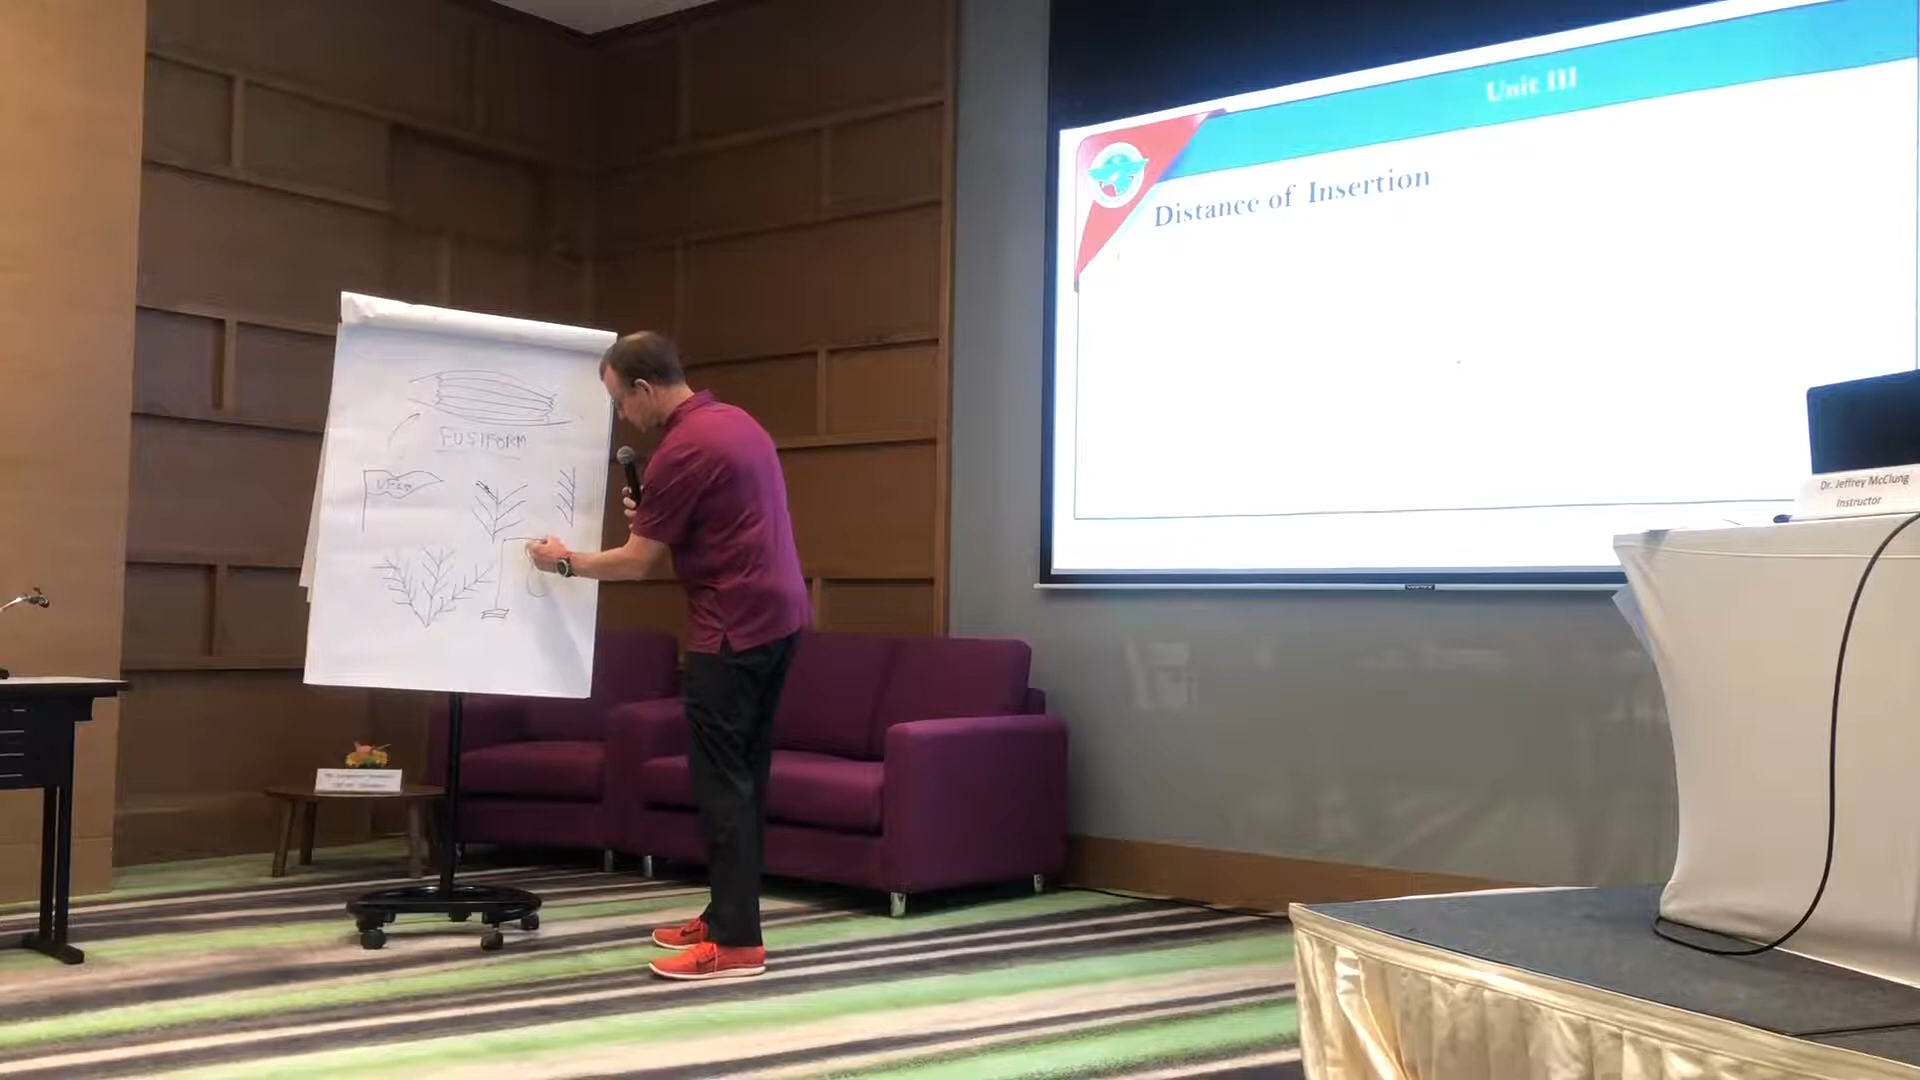 Unit III
Distance of Insertion
FUSIFORM
Dr. Jeffrey McClung
Instructor